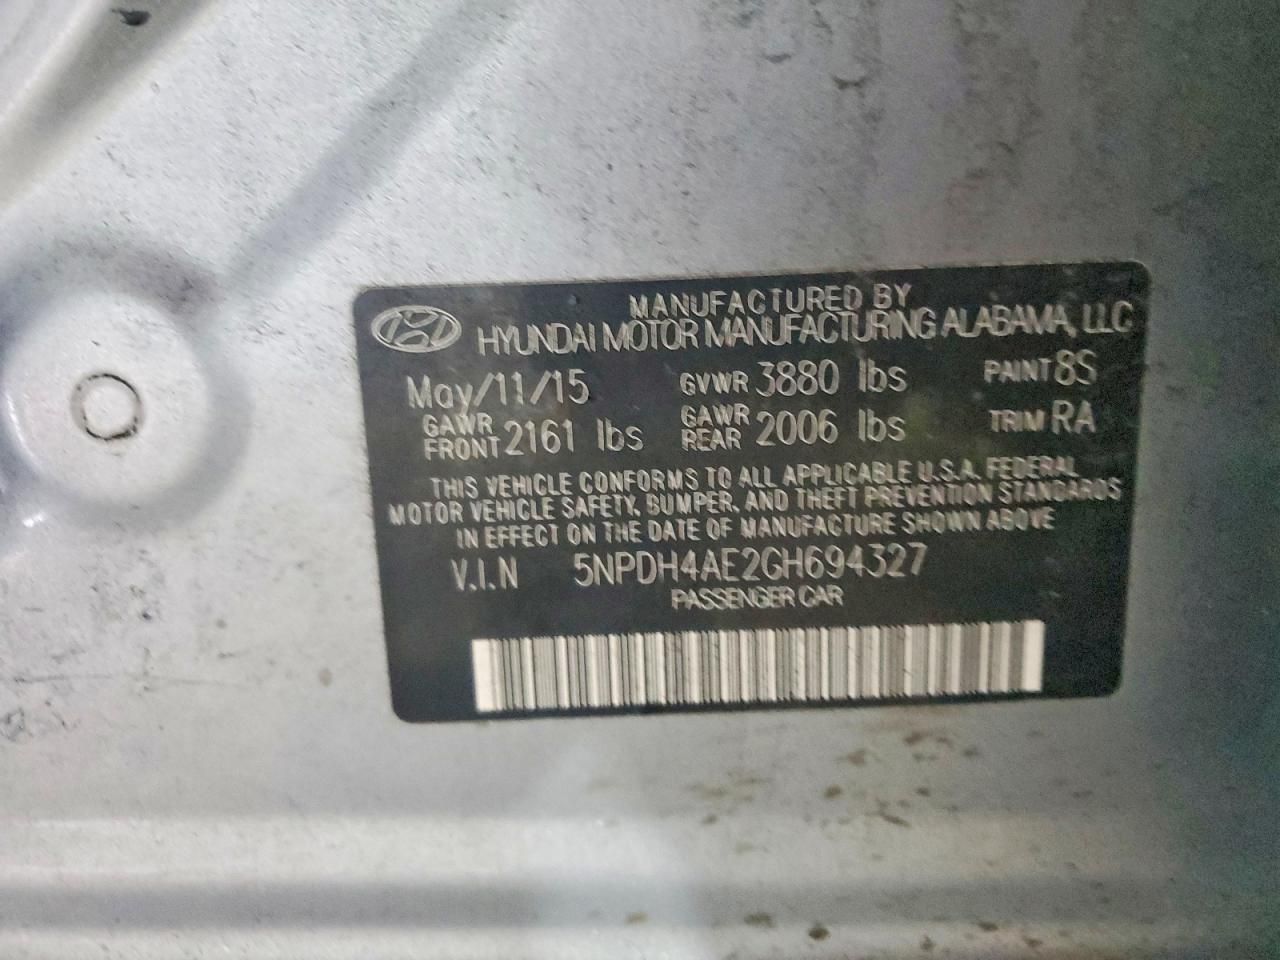 MANUFACTURED BY
HYUNDAI MOTOR MANUFACTURING ALABAMA, LLC
May/11/15 GVWR 3880 lbs PAINT 8S
GAWR FRONT 2161 lbs GAWR REAR 2006 lbs TRIM RA
THIS VEHICLE CONFORMS TO ALL APPLICABLE U.S.A. FEDERAL
MOTOR VEHICLE SAFETY, BUMPER, AND THEFT PREVENTION STANDARDS
IN EFFECT ON THE DATE OF MANUFACTURE SHOWN ABOVE
V.I.N 5NPDH4AE2GH694327
PASSENGER CAR